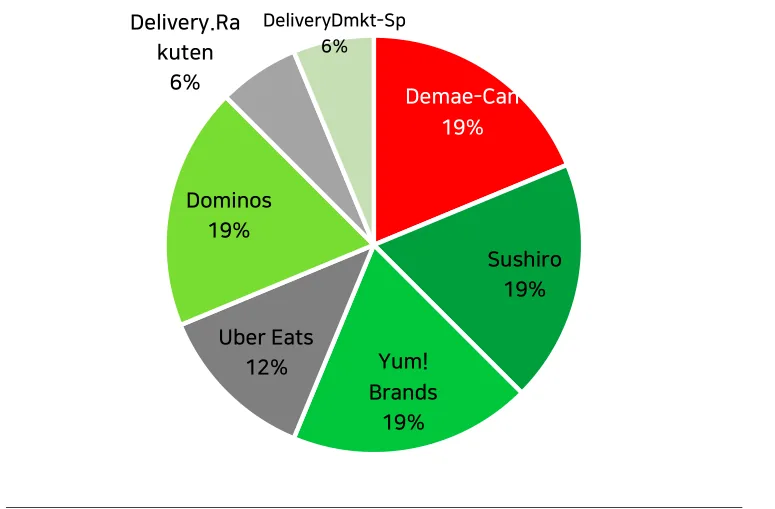 Delivery.Ra
kuten
6%
DeliveryDmkt-Sp
6%
Demae-Can
19%
Dominos
19%
Sushiro
19%
Uber Eats
12%
Yum!
Brands
19%